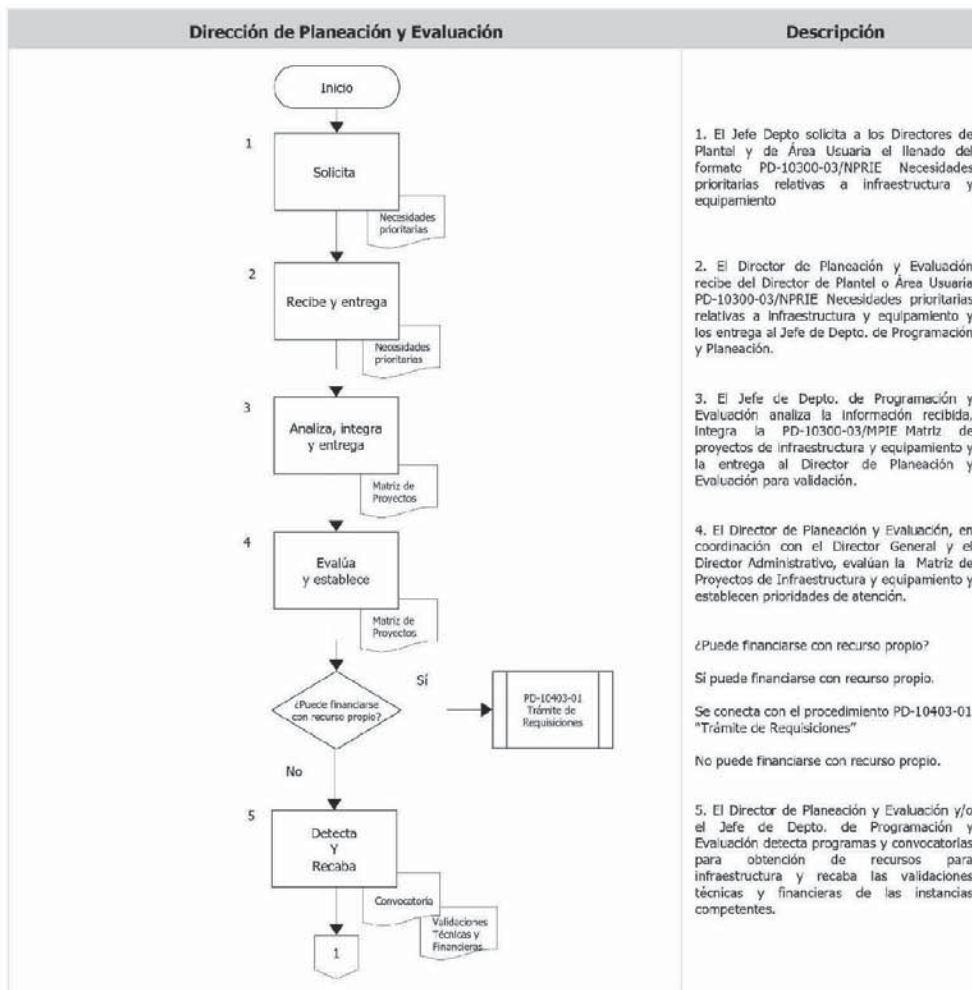 Dirección de Planeación y Evaluación
Descripción
Inicio
1
Solicita
Necesidades
prioritarias
1. El Jefe Depto solicita a los Directores de
Plantel y de Área Usuaria el llenado del
formato PD-10300-03/NPRIE Necesidades
prioritarias relativas a infraestructura y
equipamiento
2
Recibe y entrega
Necesidades
prioritarias
2. El Director de Planeación y Evaluación
recibe del Director de Plantel o Área Usuaria
PD-10300-03/NPRIE Necesidades prioritarias
relativas a infraestructura y equipamiento y
los entrega al Jefe de Depto. de Programación
y Planeación.
3
Analiza, integra
y entrega
Matriz de
Proyectos
3. El Jefe de Depto. de Programación y
Evaluación analiza la información recibida,
integra la PD-10300-03/MPIE Matriz de
proyectos de infraestructura y equipamiento y
la entrega al Director de Planeación y
Evaluación para validación.
4
Evalúa
y establece
Matriz de
Proyectos
4. El Director de Planeación y Evaluación, en
coordinación con el Director General y el
Director Administrativo, evalúan la Matriz de
Proyectos de Infraestructura y equipamiento y
establecen prioridades de atención.
¿Puede financiarse
con recurso propio?
Sí
PD-10403-01
Trámite de
Requisiciones
No
¿Puede financiarse con recurso propio?
Si puede financiarse con recurso propio.
Se conecta con el procedimiento PD-10403-01
"Trámite de Requisiciones"
No puede financiarse con recurso propio.
5
Detecta
Y
Recaba
Convocatoria
Validaciones
Técnicas y
Financieras
1
5. El Director de Planeación y Evaluación y/o
el Jefe de Depto. de Programación y
Evaluación detecta programas y convocatorias
para obtención de recursos para
infraestructura y recaba las validaciones
técnicas y financieras de las instancias
competentes.